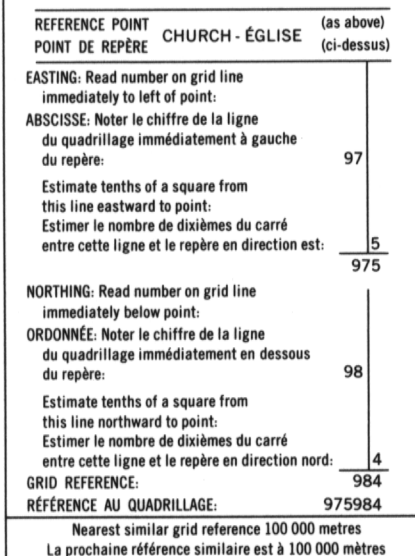 REFERENCE POINT CHURCH - ÉGLISE (as above)
POINT DE REPÈRE (ci-dessus)
EASTING: Read number on grid line
immediately to left of point:
ABSCISSE: Noter le chiffre de la ligne
du quadrillage immédiatement à gauche
du repère: 97
Estimate tenths of a square from
this line eastward to point:
Estimer le nombre de dixièmes du carré
entre cette ligne et le repère en direction est: 5
975
NORTHING: Read number on grid line
immediately below point:
ORDONNÉE: Noter le chiffre de la ligne
du quadrillage immédiatement en dessous
du repère: 98
Estimate tenths of a square from
this line northward to point:
Estimer le nombre de dixièmes du carré
entre cette ligne et le repère en direction nord: 4
GRID REFERENCE: 984
RÉFÉRENCE AU QUADRILLAGE: 975984
Nearest similar grid reference 100 000 metres
La prochaine référence similaire est à 100 000 mètres